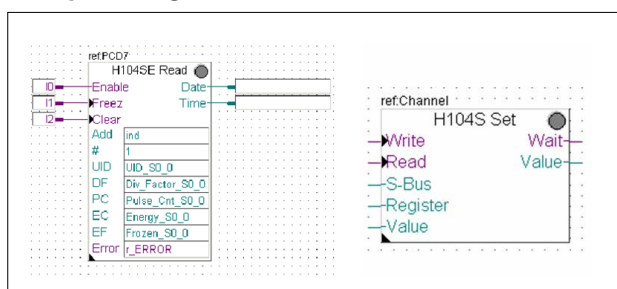 ref:PCD7
H104SE Read
I0 Enable Date
I1 Freez Time
I2 Clear
Add ind
# 1
UID UID_S0_0
DF Div_Factor_S0_0
PC Pulse_Cnt_S0_0
EC Energy_S0_0
EF Frozen_S0_0
Error r_ERROR
ref:Channel
H104S Set
Write Wait
Read Value
S-Bus
Register
Value